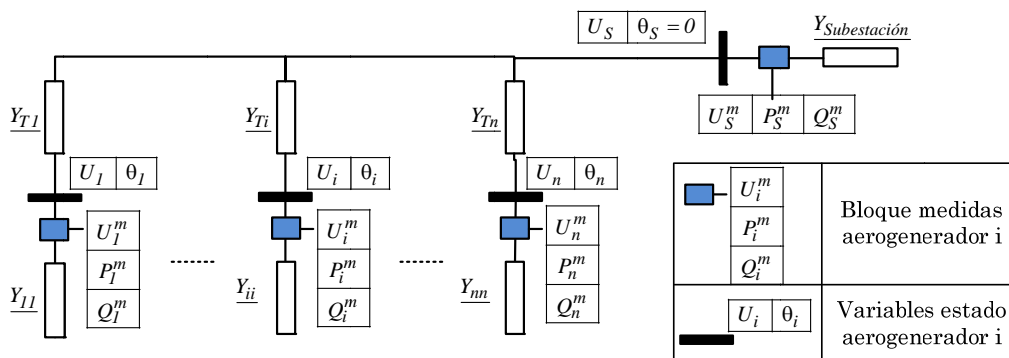 U_S θ_S = 0
Y_Subestación
U_S^m P_S^m Q_S^m
Y_T1
Y_Ti
Y_Tn
U_1 θ_1
U_i θ_i
U_n θ_n
U_1^m
P_1^m
Q_1^m
Y_11
U_i^m
P_i^m
Q_i^m
Y_ii
U_n^m
P_n^m
Q_n^m
Y_nn
U_i^m
P_i^m
Q_i^m
Bloque medidas
aerogenerador i
U_i θ_i
Variables estado
aerogenerador i